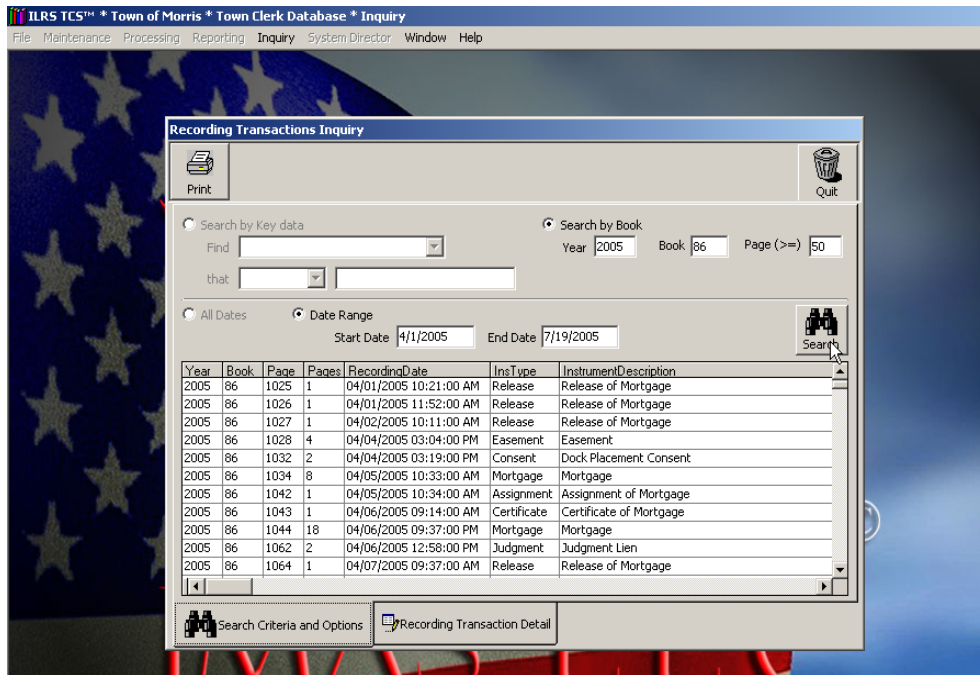 ILRS TCS™ * Town of Morris * Town Clerk Database * Inquiry
File Maintenance Processing Reporting Inquiry System Director Window Help
Recording Transactions Inquiry
Print Quit
Search by Key data Search by Book
Find Year 2005 Book 86 Page (>=) 50
that
All Dates Date Range
Start Date 4/1/2005 End Date 7/19/2005 Search
Year Book Page Pages RecordingDate InsType InstrumentDescription
2005 86 1025 1 04/01/2005 10:21:00 AM Release Release of Mortgage
2005 86 1026 1 04/01/2005 11:52:00 AM Release Release of Mortgage
2005 86 1027 1 04/02/2005 10:11:00 AM Release Release of Mortgage
2005 86 1028 4 04/04/2005 03:04:00 PM Easement Easement
2005 86 1032 2 04/04/2005 03:19:00 PM Consent Dock Placement Consent
2005 86 1034 8 04/05/2005 10:33:00 AM Mortgage Mortgage
2005 86 1042 1 04/05/2005 10:34:00 AM Assignment Assignment of Mortgage
2005 86 1043 1 04/06/2005 09:14:00 AM Certificate Certificate of Mortgage
2005 86 1044 18 04/06/2005 09:37:00 PM Mortgage Mortgage
2005 86 1062 2 04/06/2005 12:58:00 PM Judgment Judgment Lien
2005 86 1064 1 04/07/2005 09:37:00 AM Release Release of Mortgage
Search Criteria and Options Recording Transaction Detail